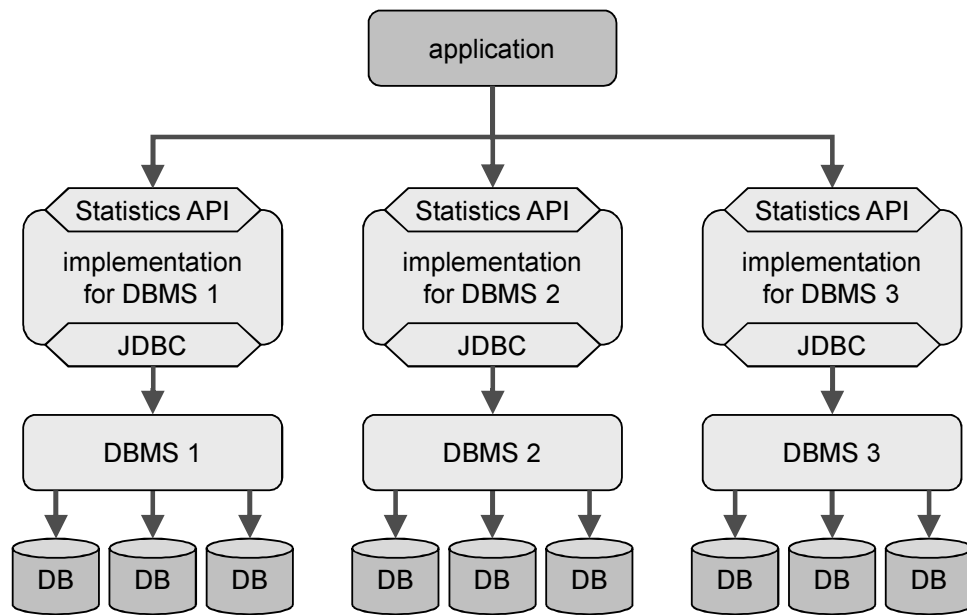 application
Statistics API
Statistics API
Statistics API
implementation
for DBMS 1
implementation
for DBMS 2
implementation
for DBMS 3
JDBC
JDBC
JDBC
DBMS 1
DBMS 2
DBMS 3
DB
DB
DB
DB
DB
DB
DB
DB
DB